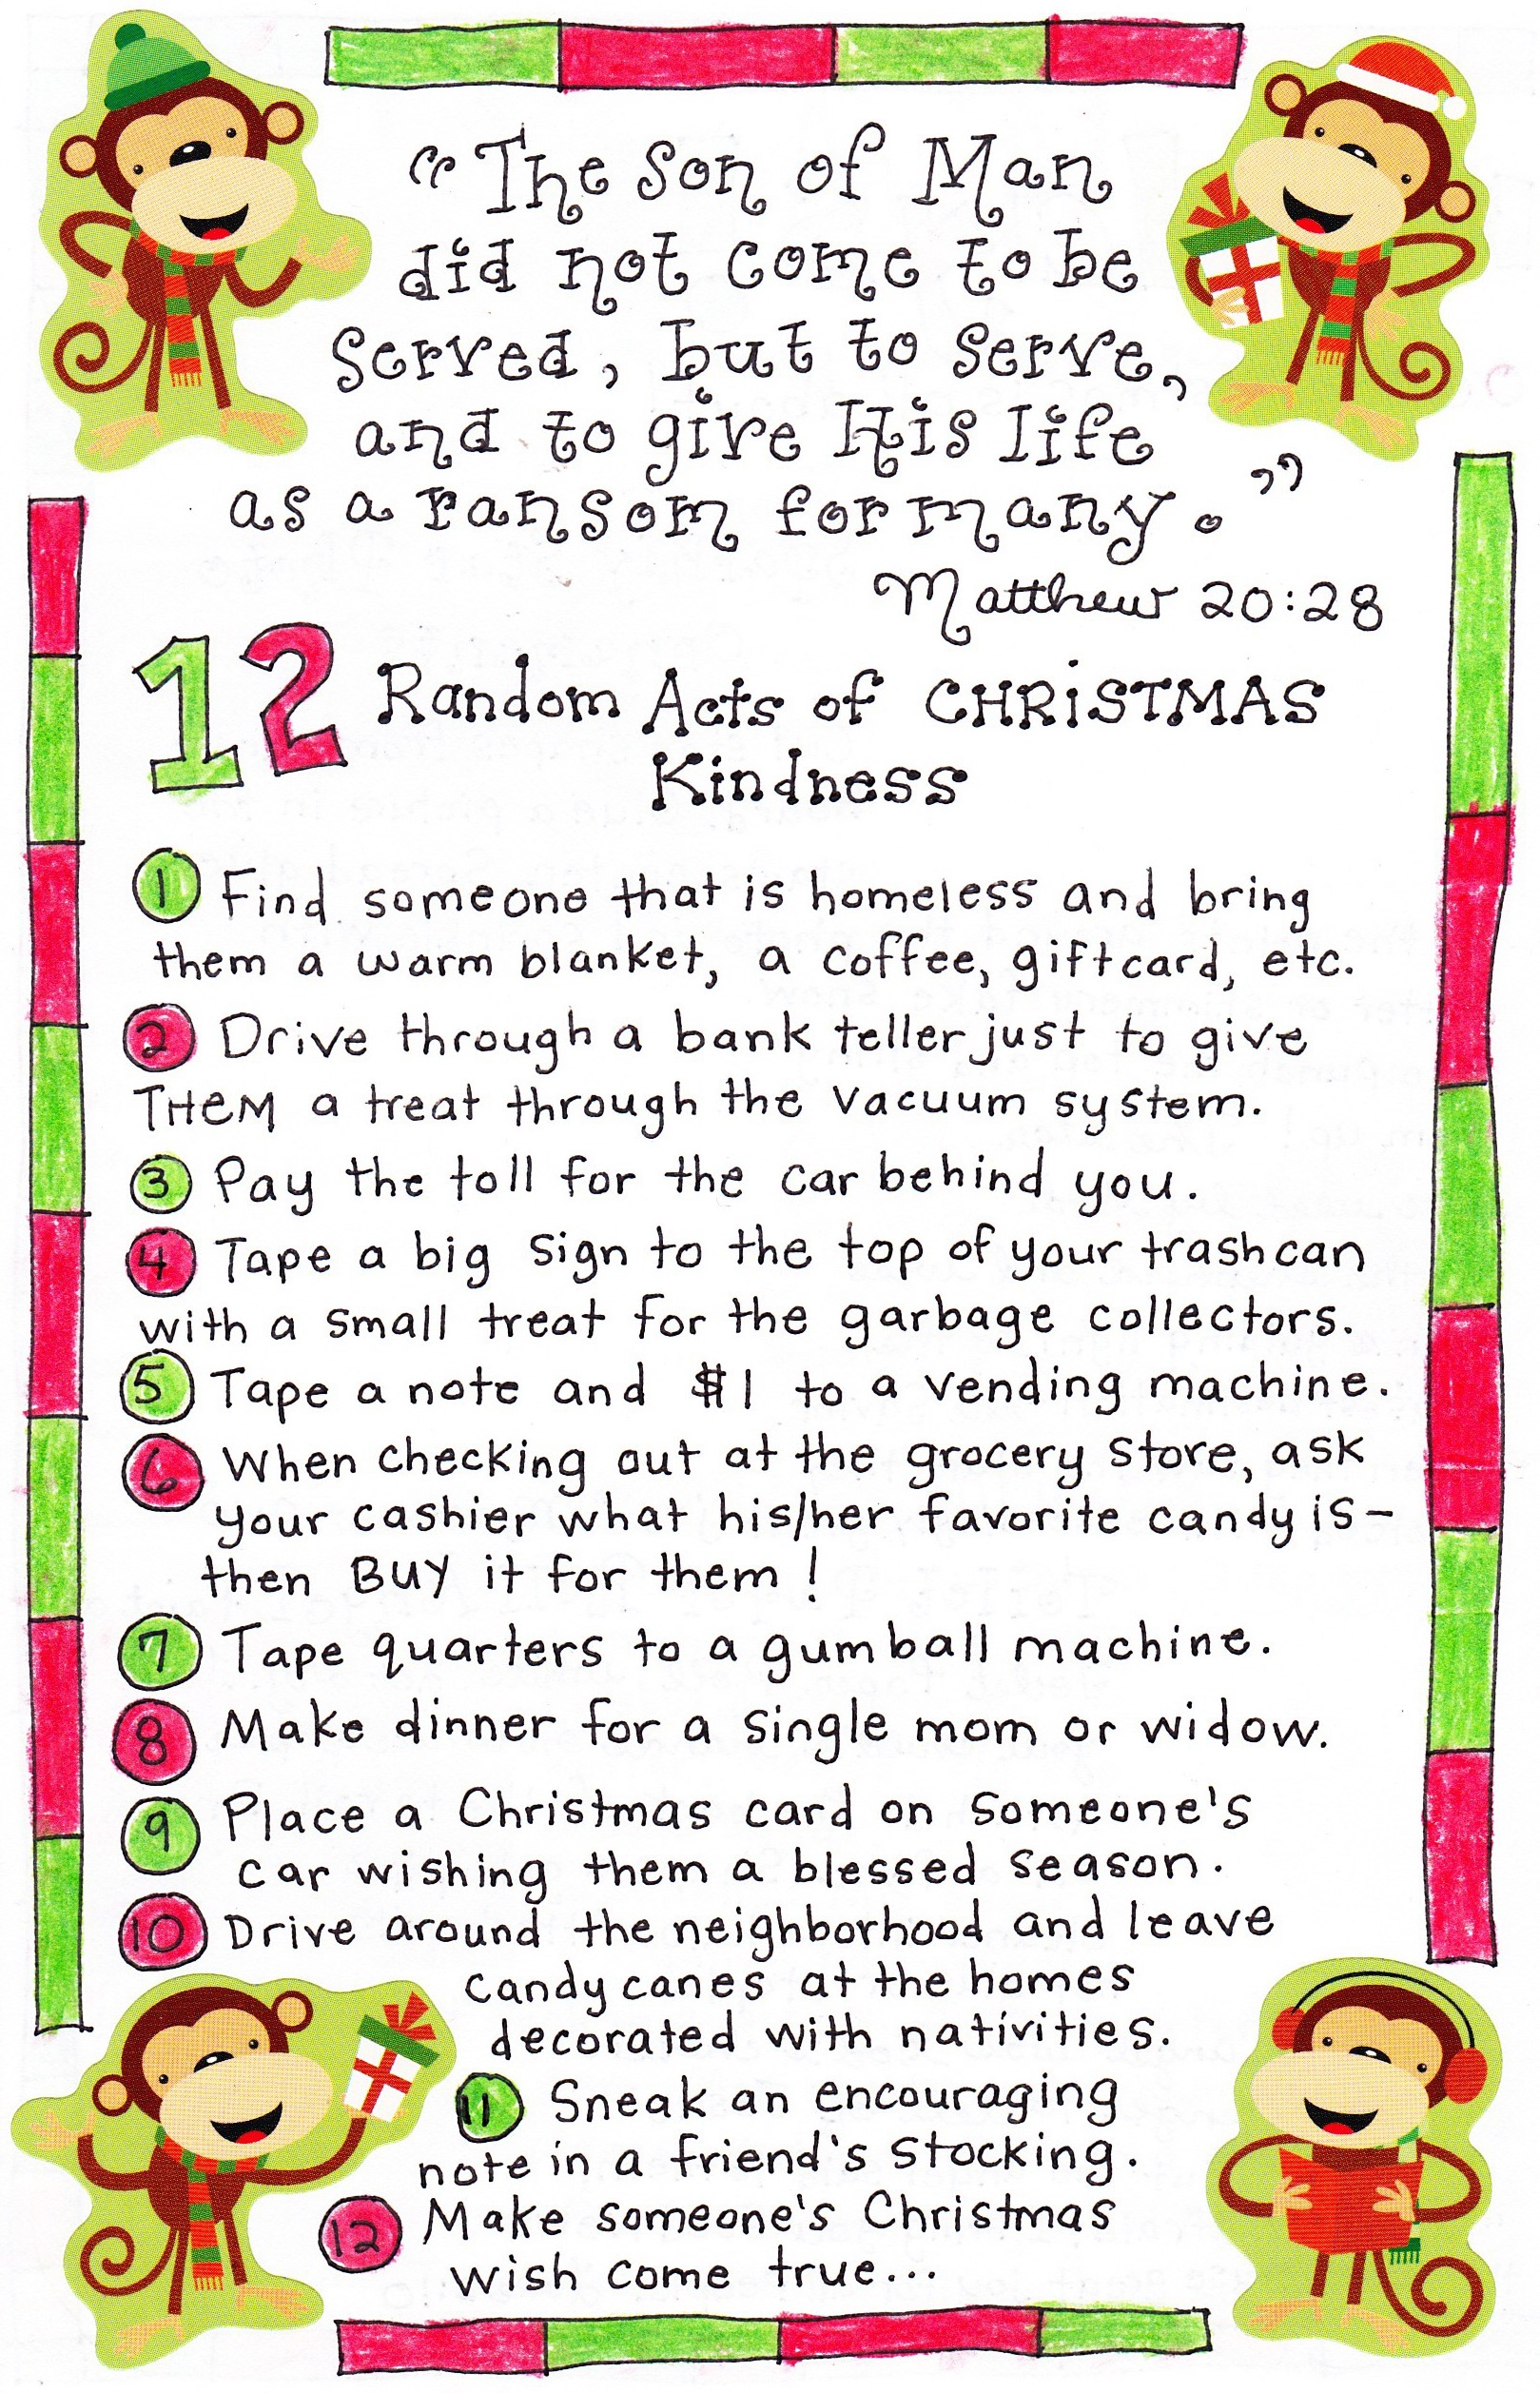 "The Son of Man
did not come to be
served, but to serve,
and to give His life
as a ransom for many."
Matthew 20:28
12 Random Acts of CHRiSTMAS
Kindness
1 Find someone that is homeless and bring
them a warm blanket, a coffee, giftcard, etc.
2 Drive through a bank teller just to give
THEM a treat through the vacuum system.
3 Pay the toll for the car behind you.
4 Tape a big sign to the top of your trashcan
with a small treat for the garbage collectors.
5 Tape a note and $1 to a vending machine.
6 When checking out at the grocery store, ask
your cashier what his/her favorite candy is-
then BUY it for them!
7 Tape quarters to a gumball machine.
8 Make dinner for a single mom or widow.
9 Place a Christmas card on someone's
car wishing them a blessed season.
10 Drive around the neighborhood and leave
candy canes at the homes
decorated with nativities.
11 Sneak an encouraging
note in a friend's stocking.
12 Make someone's Christmas
wish come true...